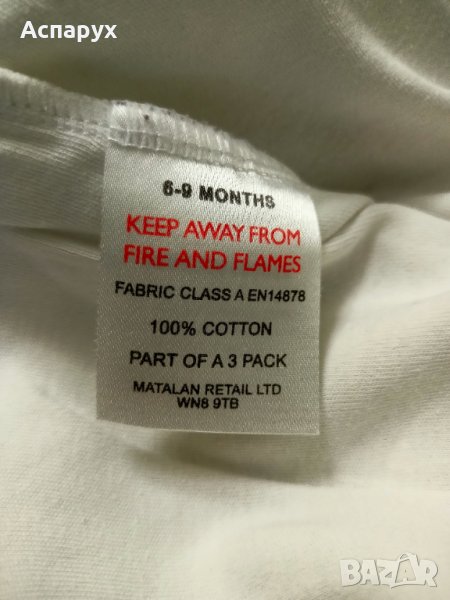 Аспарух
6-9 MONTHS
KEEP AWAY FROM
FIRE AND FLAMES
FABRIC CLASS A EN14878
100% COTTON
PART OF A 3 PACK
MATALAN RETAIL LTD
WN8 9TB
BAZAR